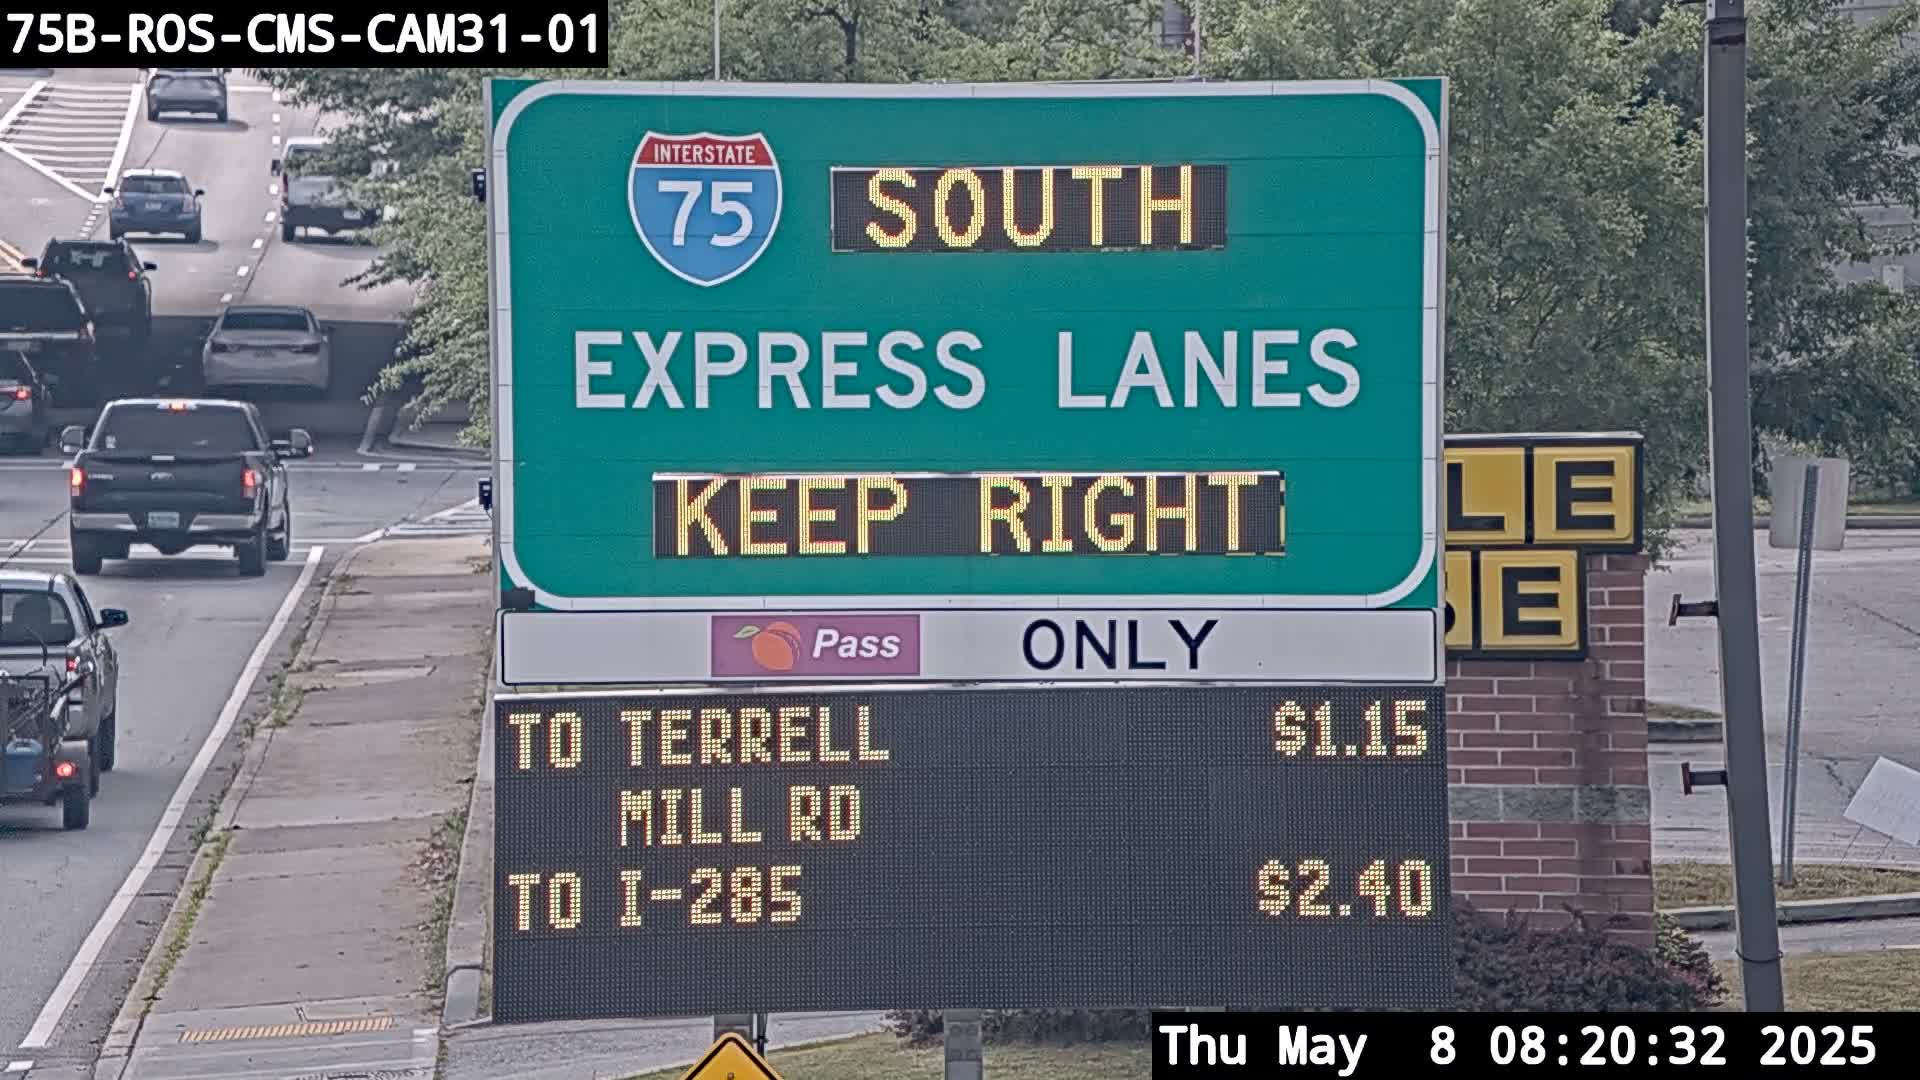 75B-ROS-CMS-CAM31-01
INTERSTATE
75
SOUTH
EXPRESS LANES
KEEP RIGHT
Pass ONLY
TO TERRELL $1.15
MILL RD
TO I-285 $2.40
LE
E
Thu May 8 08:20:32 2025